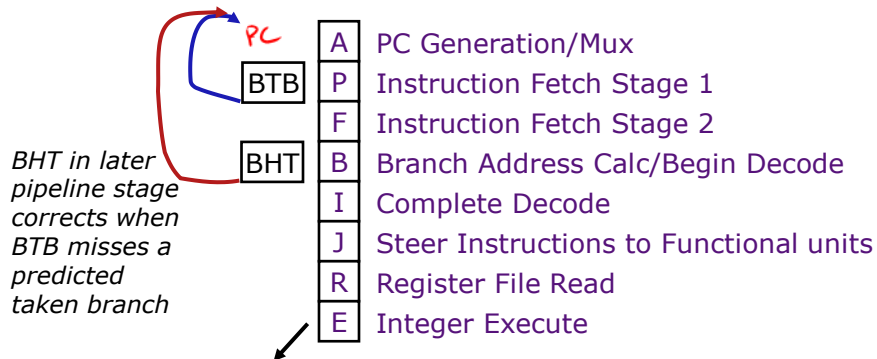 PC
A PC Generation/Mux
BTB P Instruction Fetch Stage 1
F Instruction Fetch Stage 2
BHT B Branch Address Calc/Begin Decode
I Complete Decode
J Steer Instructions to Functional units
R Register File Read
E Integer Execute
BHT in later
pipeline stage
corrects when
BTB misses a
predicted
taken branch